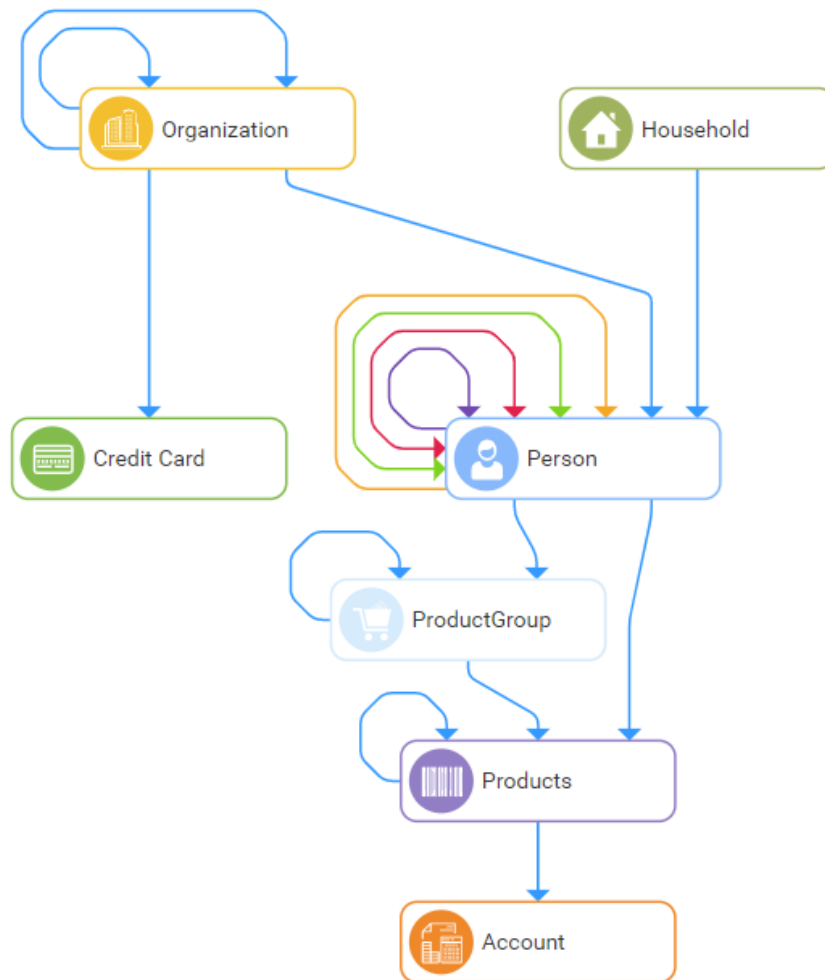 Organization
Household
Credit Card
Person
ProductGroup
Products
Account